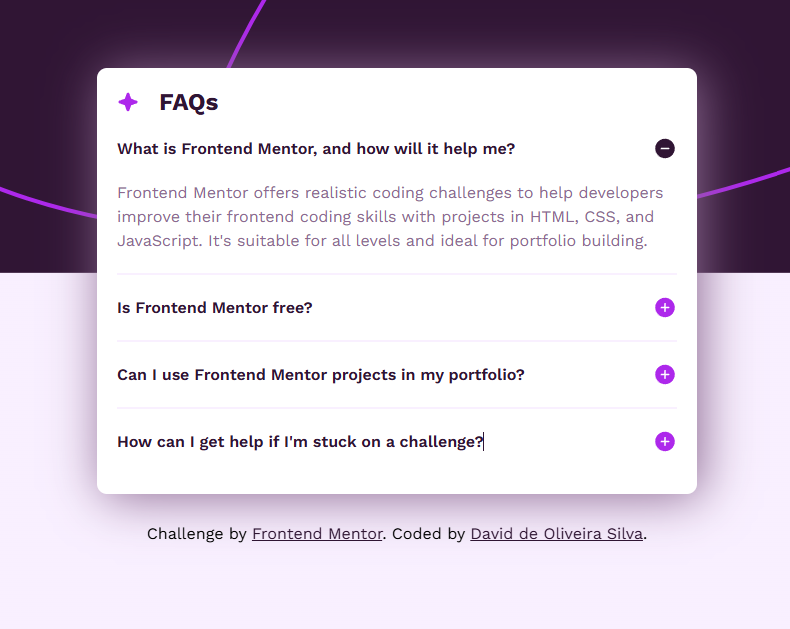 FAQs
What is Frontend Mentor, and how will it help me?
Frontend Mentor offers realistic coding challenges to help developers
improve their frontend coding skills with projects in HTML, CSS, and
JavaScript. It's suitable for all levels and ideal for portfolio building.
Is Frontend Mentor free?
Can I use Frontend Mentor projects in my portfolio?
How can I get help if I'm stuck on a challenge?
Challenge by Frontend Mentor. Coded by David de Oliveira Silva.